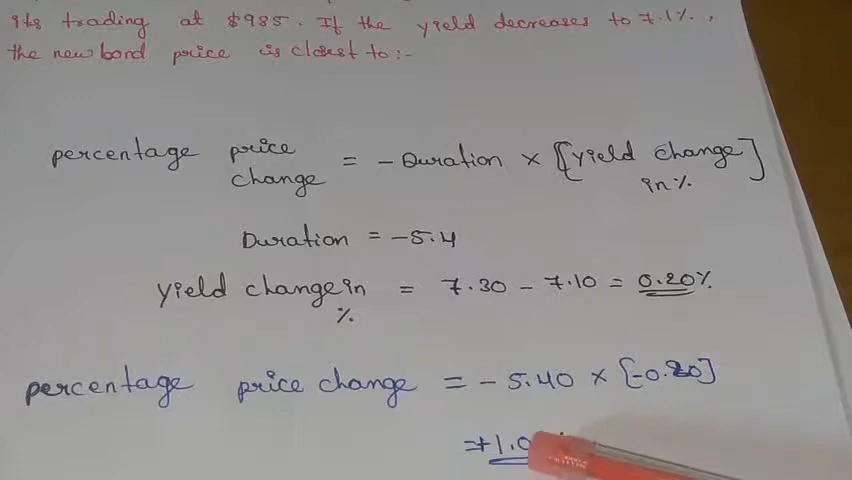 its trading at $985. If the yield decreases to 7.1%,
the new bond price is closest to:-
percentage price change = - Duration × [yield change in %]
Duration = -5.4
yield change in % = 7.30 - 7.10 = 0.20%
percentage price change = - 5.40 × [-0.20]
=+1.0